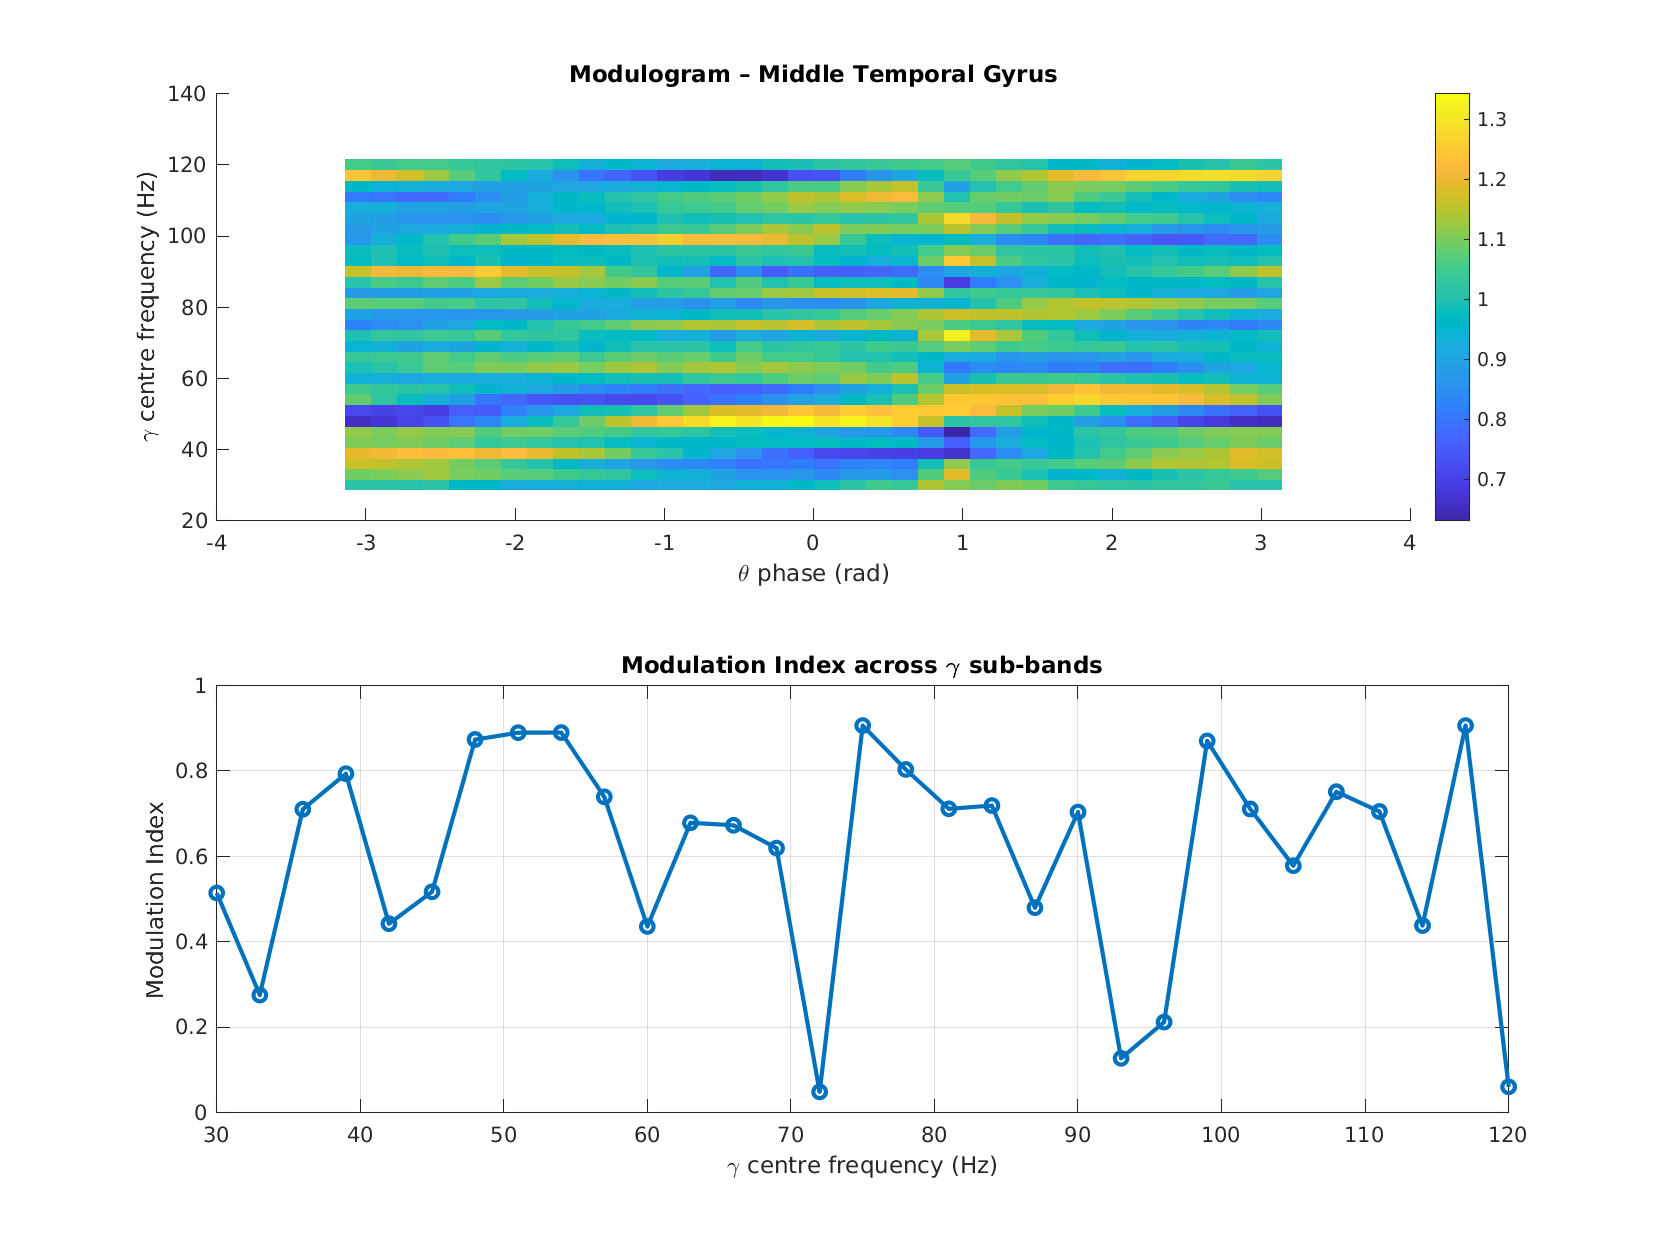 Modulogram – Middle Temporal Gyrus
140
120
100
80
60
40
20
γ centre frequency (Hz)
-4 -3 -2 -1 0 1 2 3 4
θ phase (rad)
1.3
1.2
1.1
1
0.9
0.8
0.7
Modulation Index across γ sub-bands
1
0.8
0.6
0.4
0.2
0
Modulation Index
30 40 50 60 70 80 90 100 110 120
γ centre frequency (Hz)